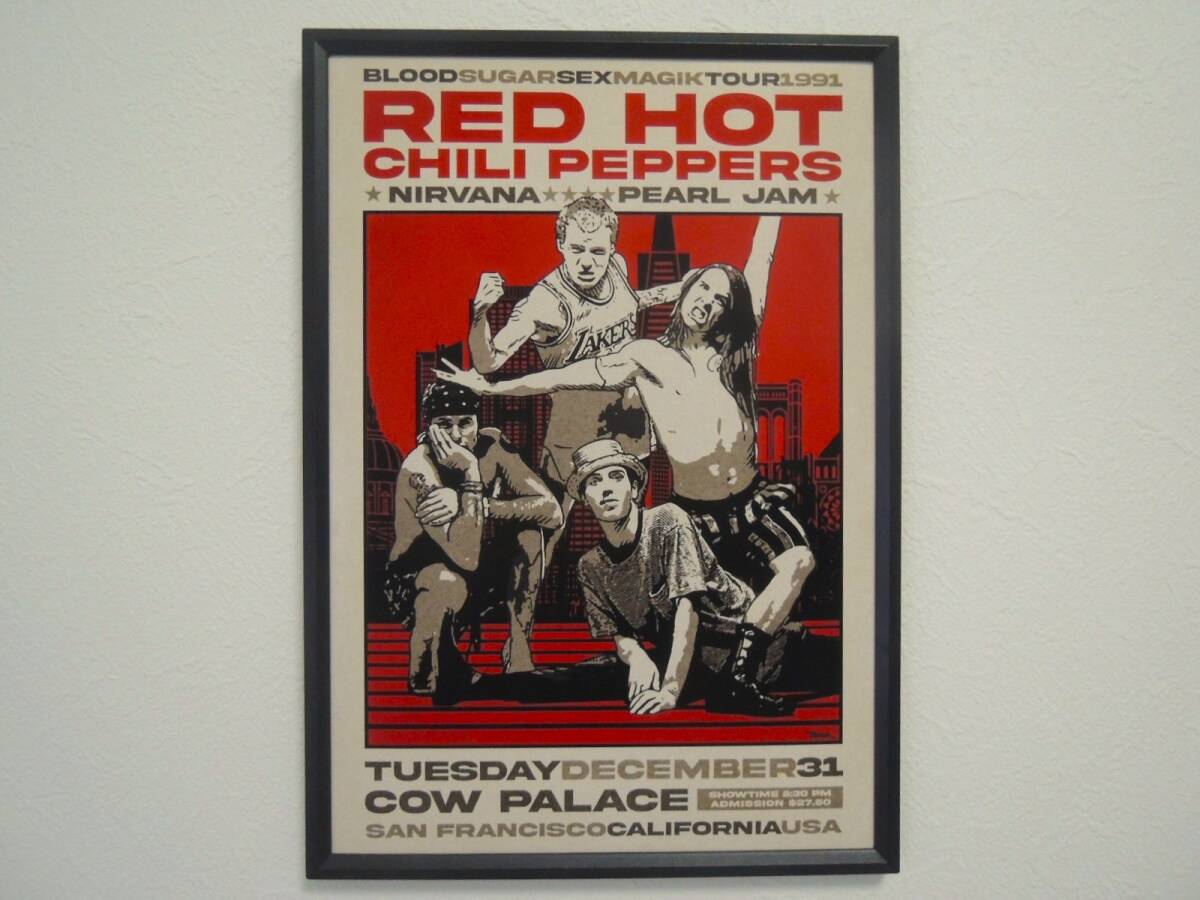 BLOODSUGARSEXMAGIKTOUR1991
RED HOT
CHILI PEPPERS
★ NIRVANA ★★★★ PEARL JAM ★
LAKERS
TUESDAYDECEMBER31
COW PALACE
SHOWTIME 8:30 PM
ADMISSION $27.50
SAN FRANCISCOCALIFORNIAUSA